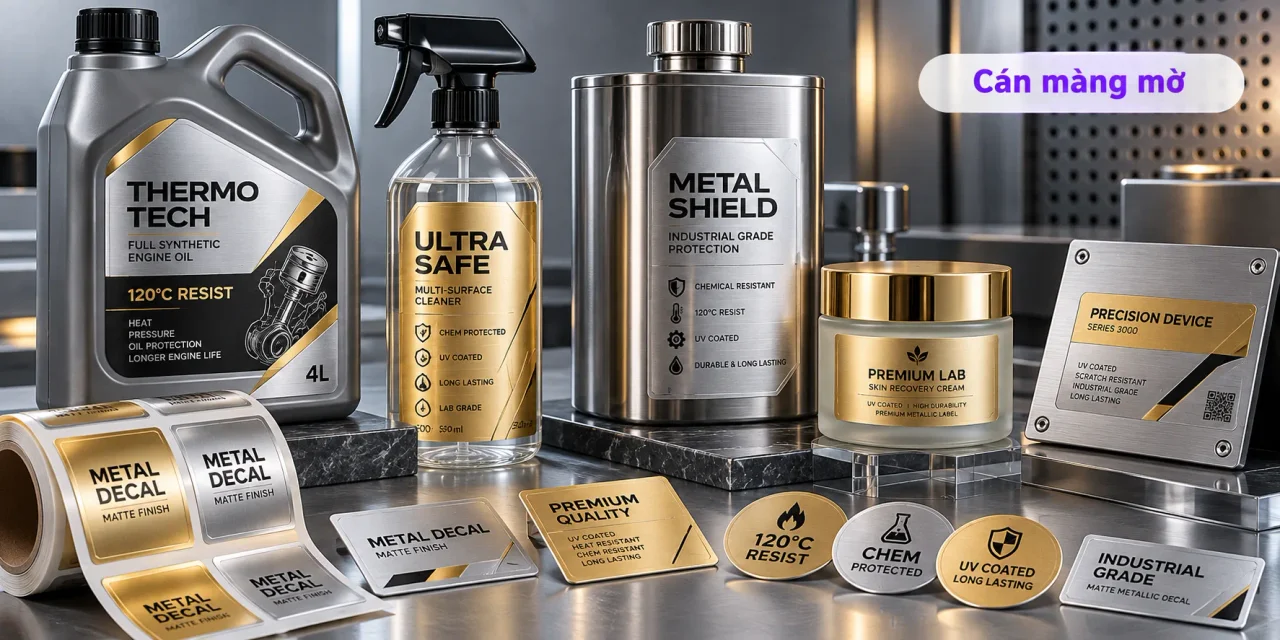 Cán màng mờ
THERMO
TECH
FULL SYNTHETIC
ENGINE OIL
120°C RESIST
HEAT
PRESSURE
OIL PROTECTION
LONGER ENGINE LIFE
4L
ULTRA
SAFE
MULTI-SURFACE
CLEANER
CHEM PROTECTED
UV COATED
LONG LASTING
LAB GRADE
METAL
SHIELD
INDUSTRIAL GRADE
PROTECTION
CHEMICAL RESISTANT
120°C RESIST
UV COATED
DURABLE & LONG LASTING
PREMIUM LAB
SKIN RECOVERY CREAM
UV COATED | HIGH DURABILITY
PREMIUM METALLIC LABEL
PRECISION DEVICE
SERIES 3000
UV COATED
SCRATCH RESISTANT
INDUSTRIAL GRADE
LONG LASTING
MATTE FINISH
METAL
DECAL
MATTE FINISH
METAL
DECAL
MATTE FINISH
METAL
DECAL
MATTE FINISH
METAL
DECAL
MATTE FINISH
METAL DECAL
MATTE FINISH
PREMIUM
QUALITY
UV COATED
HEAT RESISTANT
CHEM RESISTANT
LONG LASTING
120°C
RESIST
CHEM
PROTECTED
UV COATED
LONG LASTING
INDUSTRIAL
GRADE
MATTE METALLIC DECAL